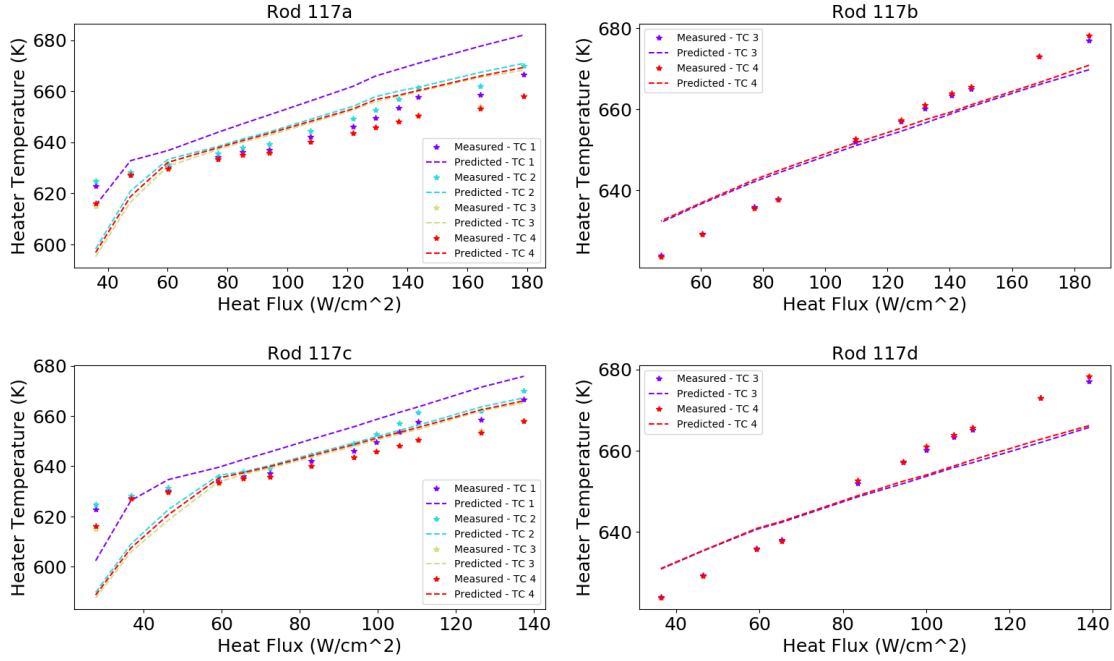 Rod 117a
Heater Temperature (K)
680
660
640
620
600
Measured - TC 1
Predicted - TC 1
Measured - TC 2
Predicted - TC 2
Measured - TC 3
Predicted - TC 3
Measured - TC 4
Predicted - TC 4
40 60 80 100 120 140 160 180
Heat Flux (W/cm^2)
Rod 117b
Heater Temperature (K)
680
660
640
Measured - TC 3
Predicted - TC 3
Measured - TC 4
Predicted - TC 4
60 80 100 120 140 160 180
Heat Flux (W/cm^2)
Rod 117c
Heater Temperature (K)
680
660
640
620
600
Measured - TC 1
Predicted - TC 1
Measured - TC 2
Predicted - TC 2
Measured - TC 3
Predicted - TC 3
Measured - TC 4
Predicted - TC 4
40 60 80 100 120 140
Heat Flux (W/cm^2)
Rod 117d
Heater Temperature (K)
680
660
640
Measured - TC 3
Predicted - TC 3
Measured - TC 4
Predicted - TC 4
40 60 80 100 120 140
Heat Flux (W/cm^2)